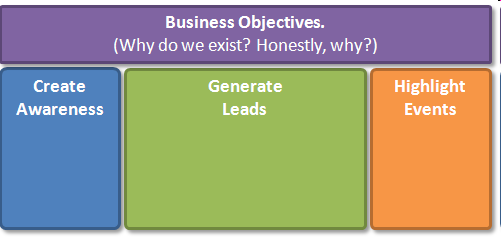 Business Objectives.
(Why do we exist? Honestly, why?)
Create
Awareness
Generate
Leads
Highlight
Events